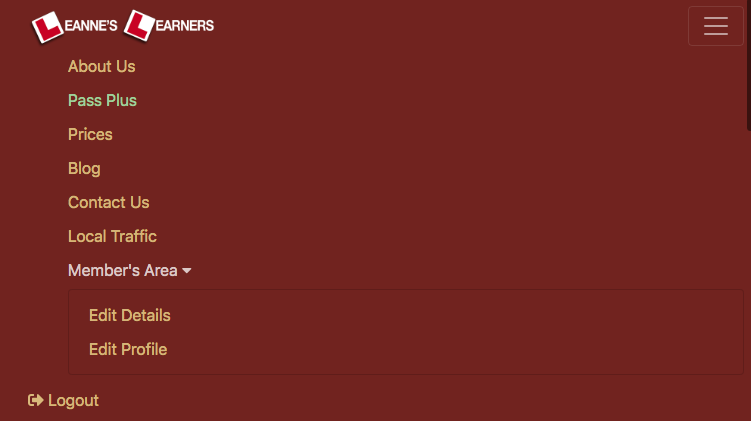 LEANNE'S LEARNERS
About Us
Pass Plus
Prices
Blog
Contact Us
Local Traffic
Member's Area
Edit Details
Edit Profile
Logout